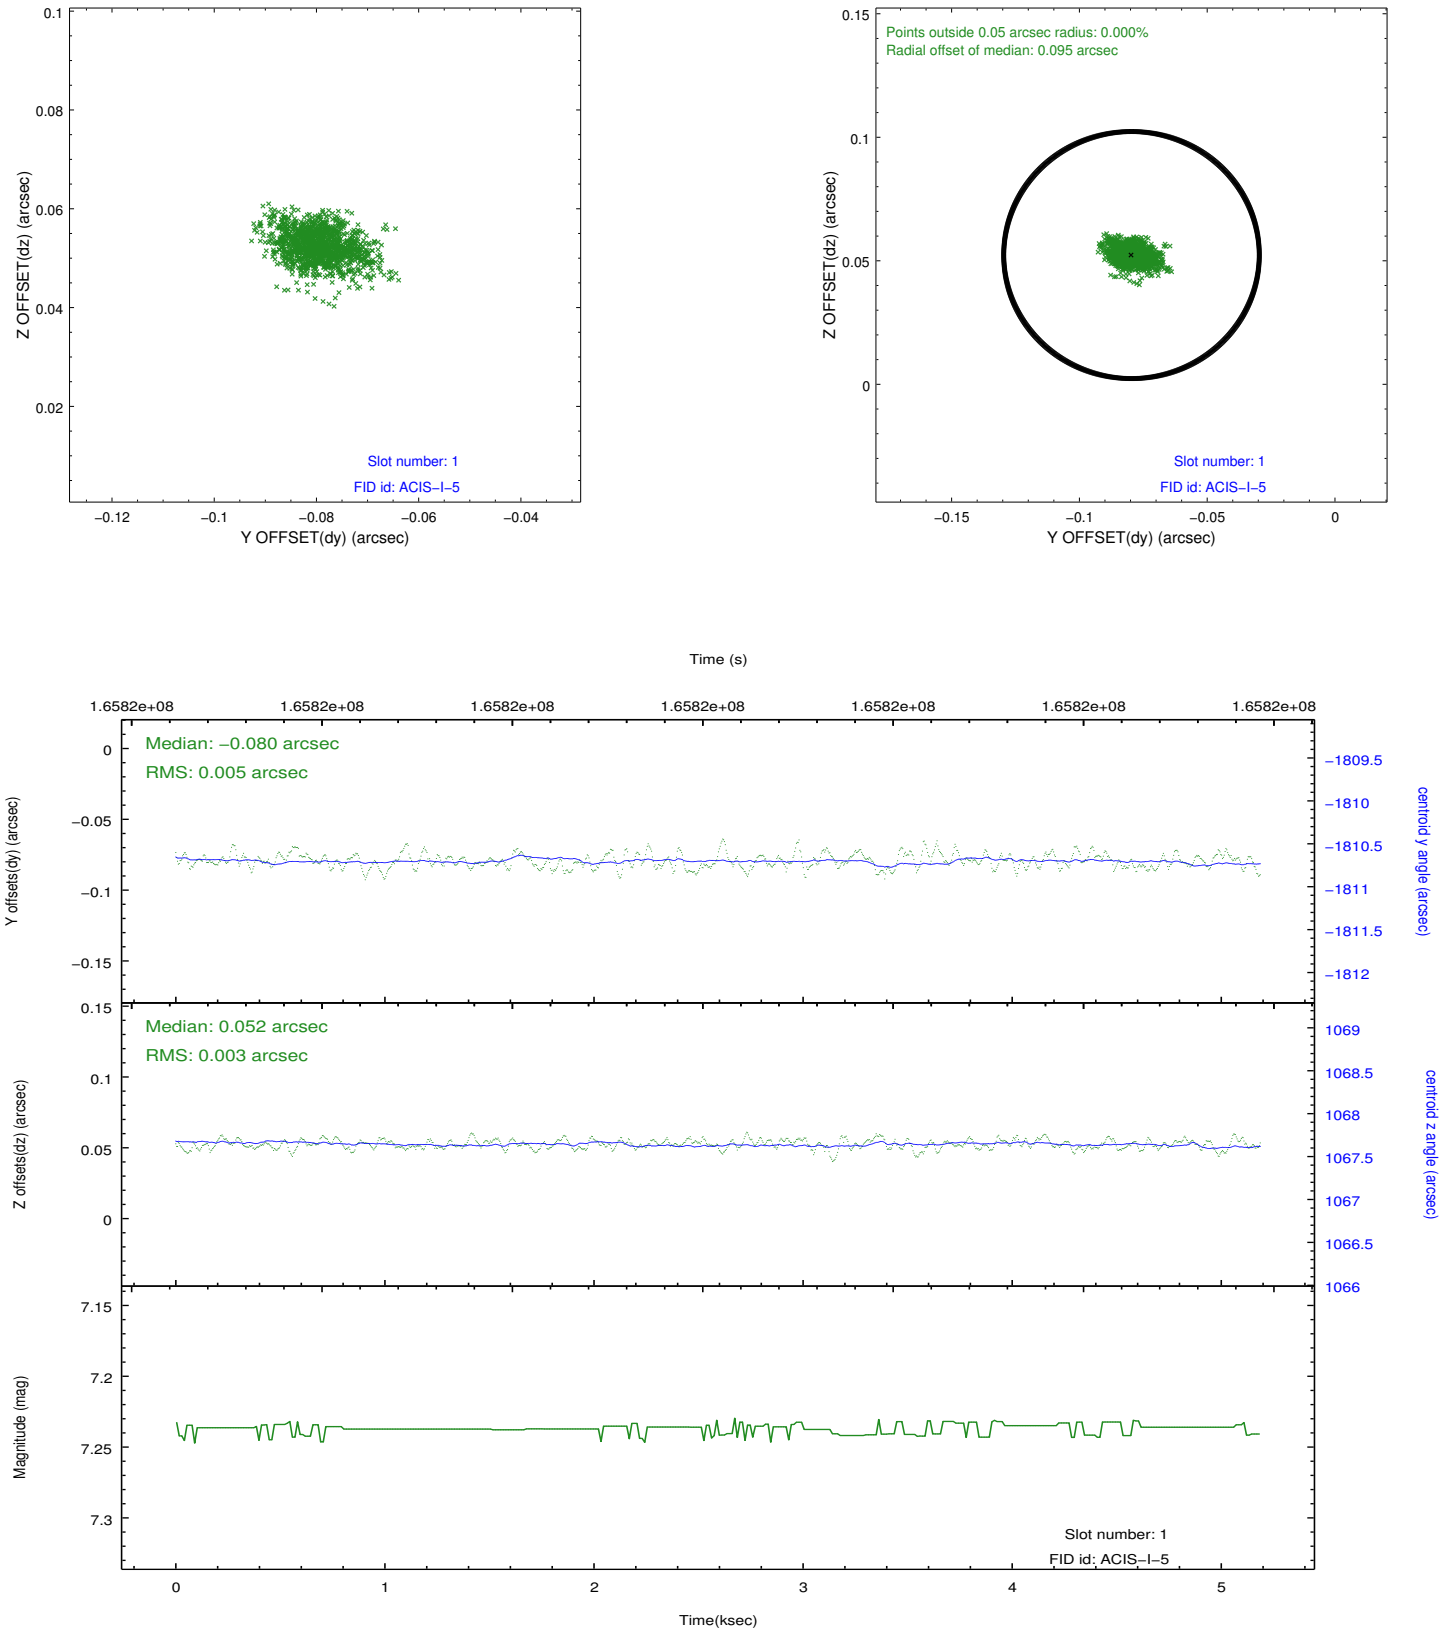 0.1
0.08
0.06
0.04
0.02
Z OFFSET(dz) (arcsec)
Slot number: 1
FID id: ACIS−I−5
−0.12
−0.1
−0.08
−0.06
−0.04
Y OFFSET(dy) (arcsec)
0.15
0.1
0.05
0
Z OFFSET(dz) (arcsec)
Points outside 0.05 arcsec radius: 0.000%
Radial offset of median: 0.095 arcsec
Slot number: 1
FID id: ACIS−I−5
−0.15
−0.1
−0.05
0
Y OFFSET(dy) (arcsec)
Time (s)
1.6582e+08
1.6582e+08
1.6582e+08
1.6582e+08
1.6582e+08
1.6582e+08
1.6582e+08
Median: −0.080 arcsec
RMS: 0.005 arcsec
0
−0.05
−0.1
−0.15
Y offsets(dy) (arcsec)
−1809.5
−1810
−1810.5
−1811
−1811.5
−1812
centroid y angle (arcsec)
Median: 0.052 arcsec
RMS: 0.003 arcsec
0.15
0.1
0.05
0
Z offsets(dz) (arcsec)
1069
1068.5
1068
1067.5
1067
1066.5
1066
centroid z angle (arcsec)
7.15
7.2
7.25
7.3
Magnitude (mag)
Slot number: 1
FID id: ACIS−I−5
0
1
2
3
4
5
Time(ksec)